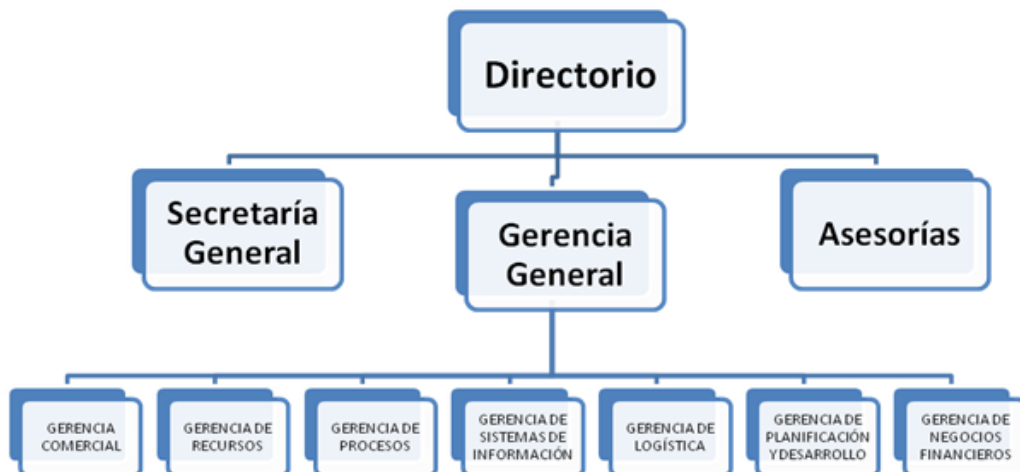 Directorio
Secretaría
General
Gerencia
General
Asesorías
GERENCIA
COMERCIAL
GERENCIA DE
RECURSOS
GERENCIA DE
PROCESOS
GERENCIA DE
SISTEMAS DE
INFORMACIÓN
GERENCIA DE
LOGÍSTICA
GERENCIA DE
PLANIFICACIÓN
Y DESARROLLO
GERENCIA DE
NEGOCIOS
FINANCIEROS